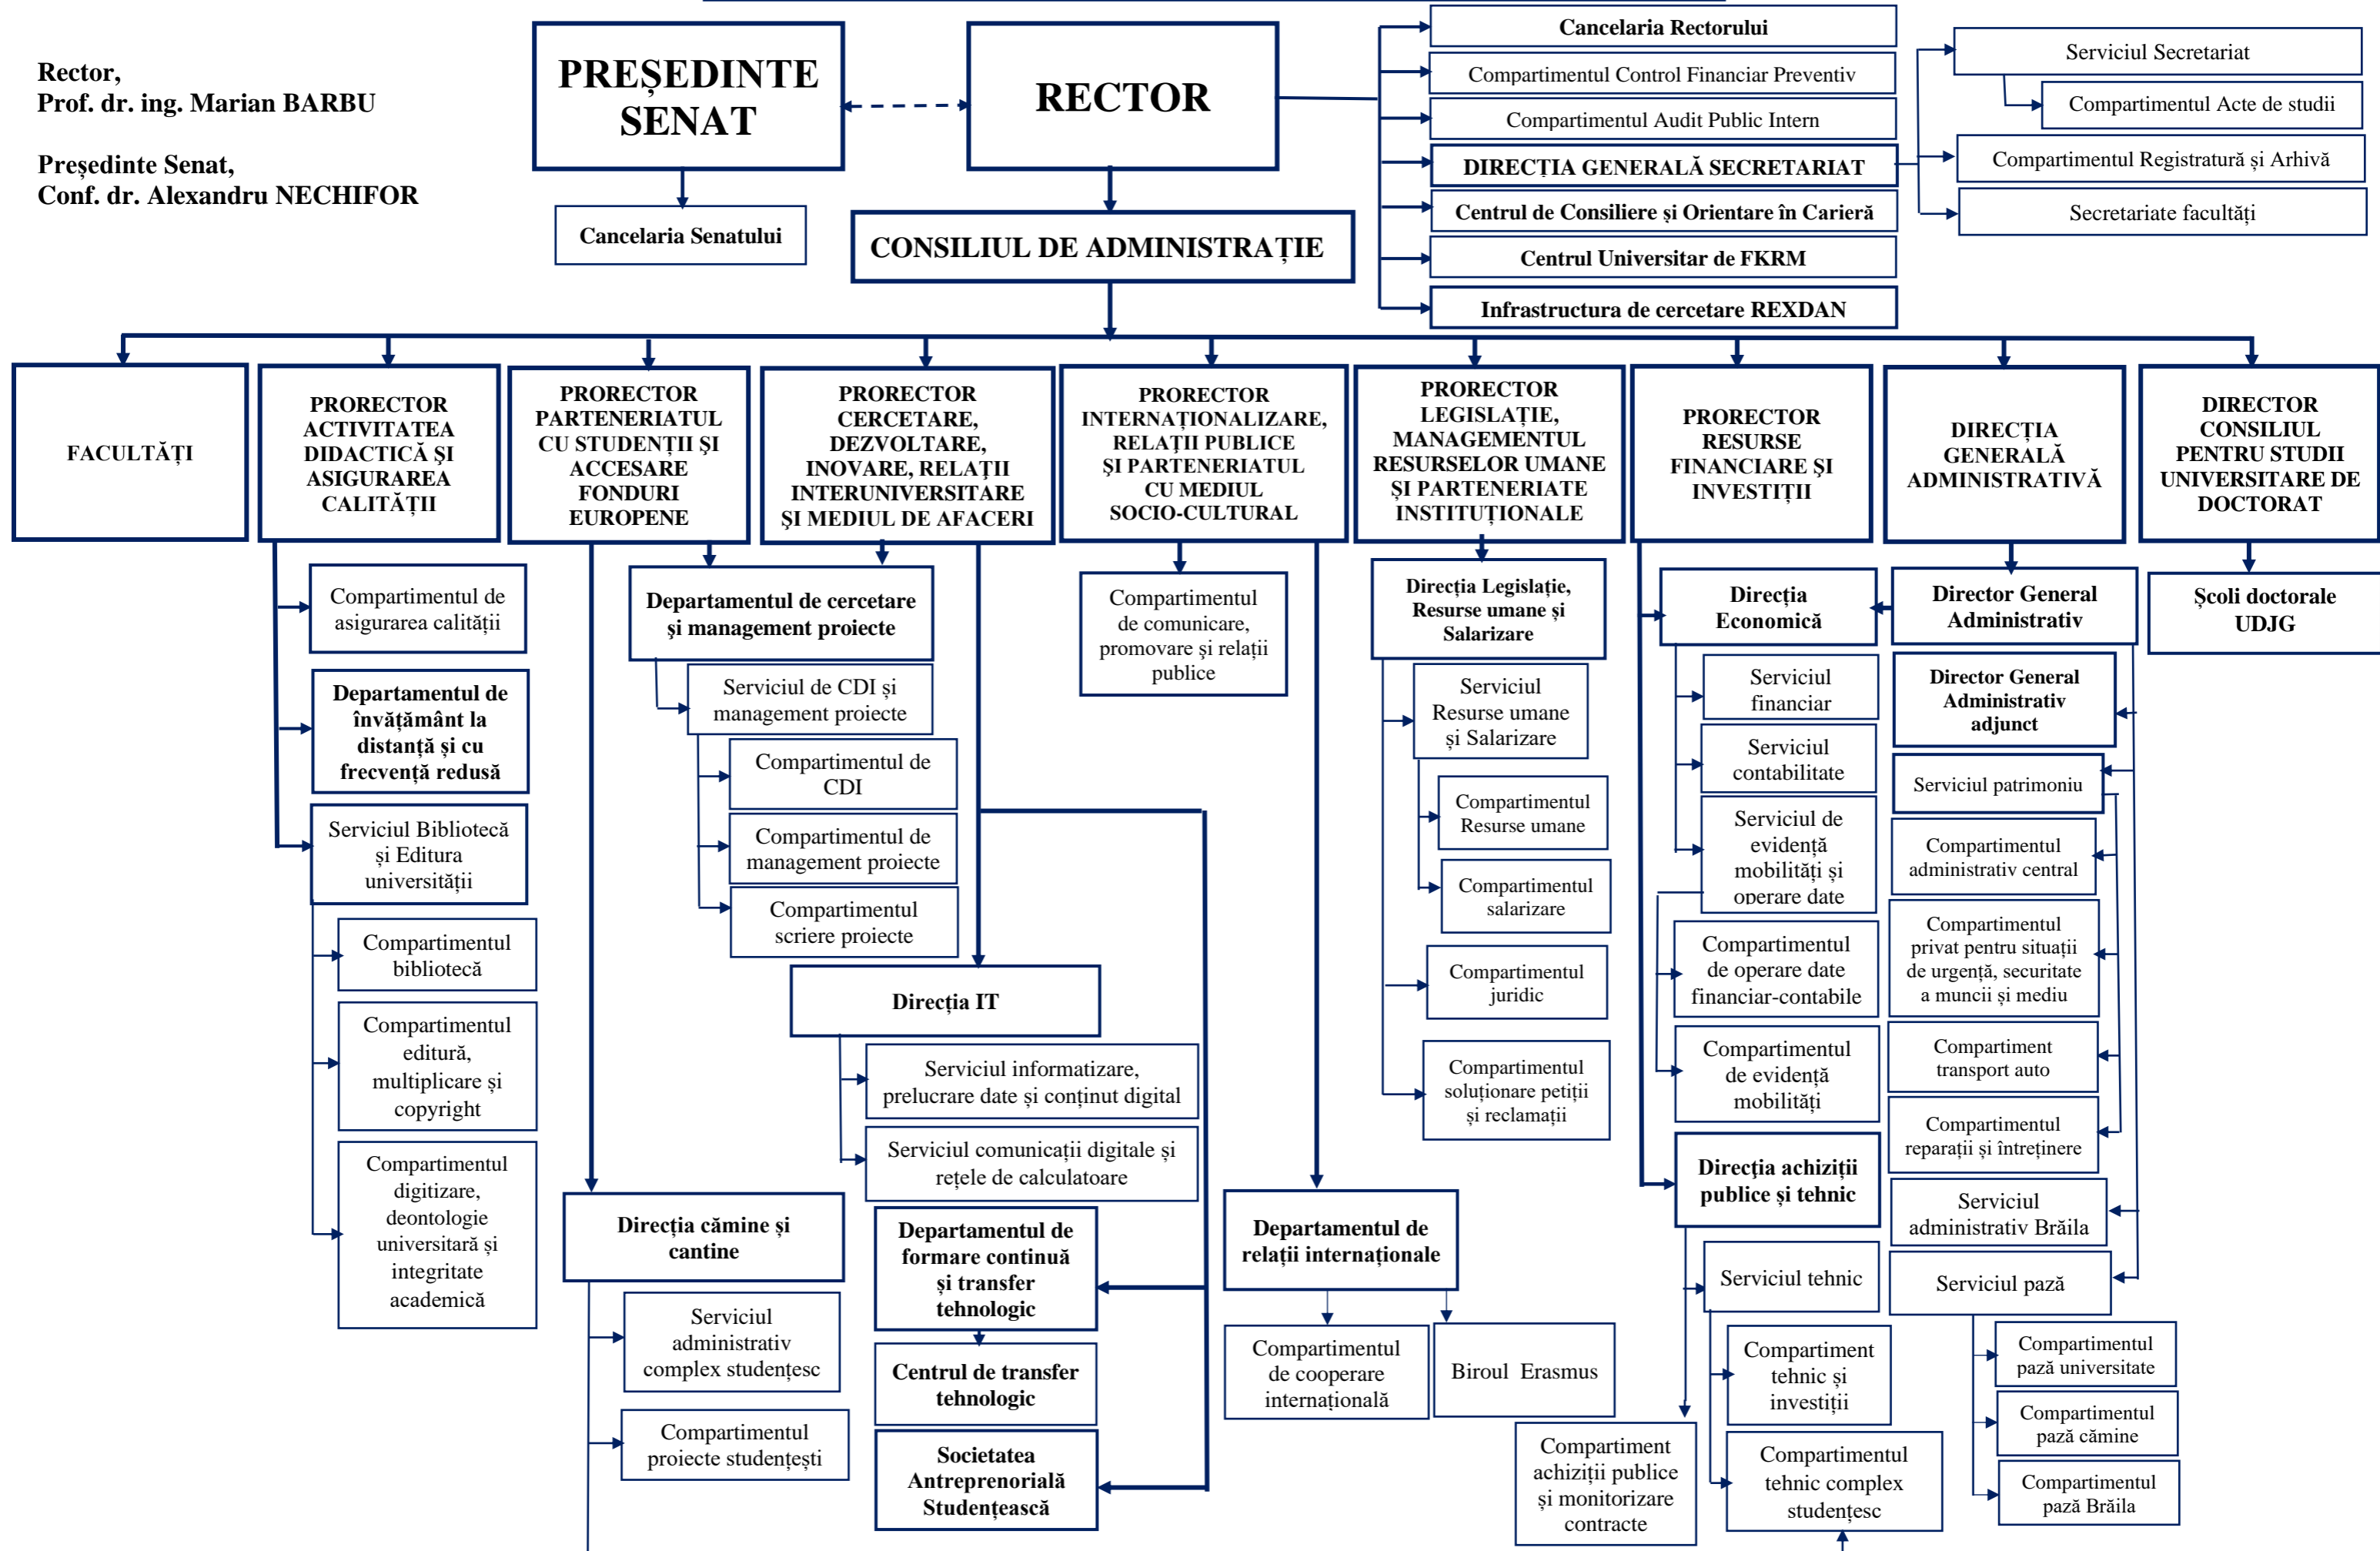 Rector,
Prof. dr. ing. Marian BARBU
Președinte Senat,
Conf. dr. Alexandru NECHIFOR
PREȘEDINTE
SENAT
RECTOR
Cancelaria Senatului
CONSILIUL DE ADMINISTRAȚIE
Cancelaria Rectorului
Compartimentul Control Financiar Preventiv
Compartimentul Audit Public Intern
DIRECȚIA GENERALĂ SECRETARIAT
Centrul de Consiliere și Orientare în Carieră
Centrul Universitar de FKRM
Infrastructura de cercetare REXDAN
Serviciul Secretariat
Compartimentul Acte de studii
Compartimentul Registratură și Arhivă
Secretariate facultăți
FACULTĂȚI
PRORECTOR
ACTIVITATEA
DIDACTICĂ ŞI
ASIGURAREA
CALITĂȚII
PRORECTOR
PARTENERIATUL
CU STUDENȚII ŞI
ACCESARE
FONDURI
EUROPENE
PRORECTOR
CERCETARE,
DEZVOLTARE,
INOVARE, RELAȚII
INTERUNIVERSITARE
ŞI MEDIUL DE AFACERI
PRORECTOR
INTERNAȚIONALIZARE,
RELAŢII PUBLICE
ŞI PARTENERIATUL
CU MEDIUL
SOCIO-CULTURAL
PRORECTOR
LEGISLAȚIE,
MANAGEMENTUL
RESURSELOR UMANE
ȘI PARTENERIATE
INSTITUȚIONALE
PRORECTOR
RESURSE
FINANCIARE ŞI
INVESTIȚII
DIRECȚIA
GENERALĂ
ADMINISTRATIVĂ
DIRECTOR
CONSILIUL
PENTRU STUDII
UNIVERSITARE DE
DOCTORAT
Compartimentul de
asigurarea calității
Departamentul de
învățământ la
distanță și cu
frecvență redusă
Serviciul Bibliotecă
și Editura
universității
Compartimentul
bibliotecă
Compartimentul
editură,
multiplicare și
copyright
Compartimentul
digitizare,
deontologie
universitară și
integritate
academică
Direcția cămine și
cantine
Serviciul
administrativ
complex studențesc
Compartimentul
proiecte studențești
Departamentul de cercetare
şi management proiecte
Serviciul de CDI și
management proiecte
Compartimentul de
CDI
Compartimentul de
management proiecte
Compartimentul
scriere proiecte
Direcția IT
Serviciul informatizare,
prelucrare date și conținut digital
Serviciul comunicații digitale și
rețele de calculatoare
Departamentul de
formare continuă
și transfer
tehnologic
Centrul de transfer
tehnologic
Societatea
Antreprenorială
Studențească
Compartimentul
de comunicare,
promovare şi relații
publice
Departamentul de
relații internaționale
Compartimentul
de cooperare
internațională
Biroul Erasmus
Direcția Legislație,
Resurse umane și
Salarizare
Serviciul
Resurse umane
și Salarizare
Compartimentul
Resurse umane
Compartimentul
salarizare
Compartimentul
juridic
Compartimentul
soluționare petiții
și reclamații
Direcția
Economică
Serviciul
financiar
Serviciul
contabilitate
Serviciul de
evidență
mobilități și
operare date
Compartimentul
de operare date
financiar-contabile
Compartimentul
de evidență
mobilități
Direcţia achiziții
publice și tehnic
Serviciul tehnic
Compartiment
tehnic și
investiții
Compartimentul
tehnic complex
studențesc
Compartiment
achiziții publice
și monitorizare
contracte
Director General
Administrativ
Director General
Administrativ
adjunct
Serviciul patrimoniu
Compartimentul
administrativ central
Compartimentul
privat pentru situații
de urgență, securitate
a muncii și mediu
Compartiment
transport auto
Compartimentul
reparații și întreținere
Serviciul
administrativ Brăila
Serviciul pază
Compartimentul
pază universitate
Compartimentul
pază cămine
Compartimentul
pază Brăila
Școli doctorale
UDJG